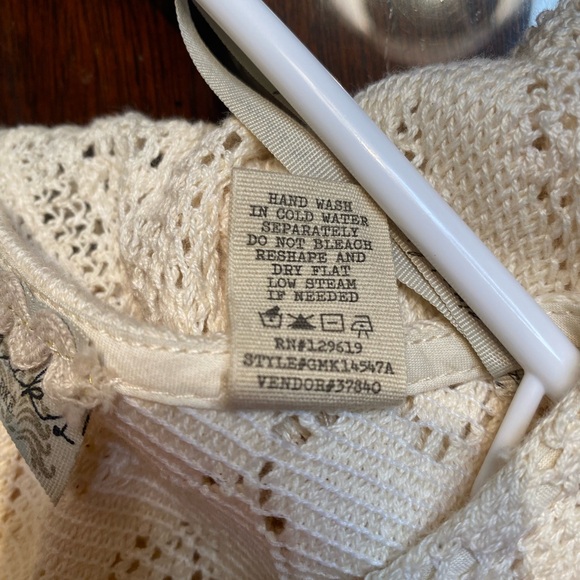 HAND WASH
IN COLD WATER
SEPARATELY
DO NOT BLEACH
RESHAPE AND
DRY FLAT
LOW STEAM
IF NEEDED
RN#129619
STYLE#GMK14547A
VENDOR#37840